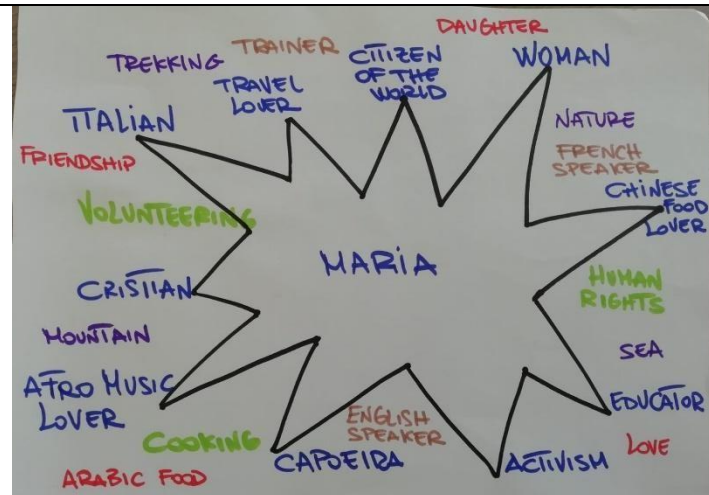 DAUGHTER
TRAINER
CITIZEN
OF THE
WORLD
WOMAN
TREKKING
TRAVEL
LOVER
ITALIAN
NATURE
FRIENDSHIP
FRENCH
SPEAKER
CHINESE
FOOD
LOVER
VOLUNTEERING
MARIA
CRISTIAN
HUMAN
RIGHTS
MOUNTAIN
SEA
AFRO MUSIC
LOVER
EDUCATOR
ENGLISH
SPEAKER
COOKING
LOVE
CAPOEIRA
ACTIVISM
ARABIC FOOD